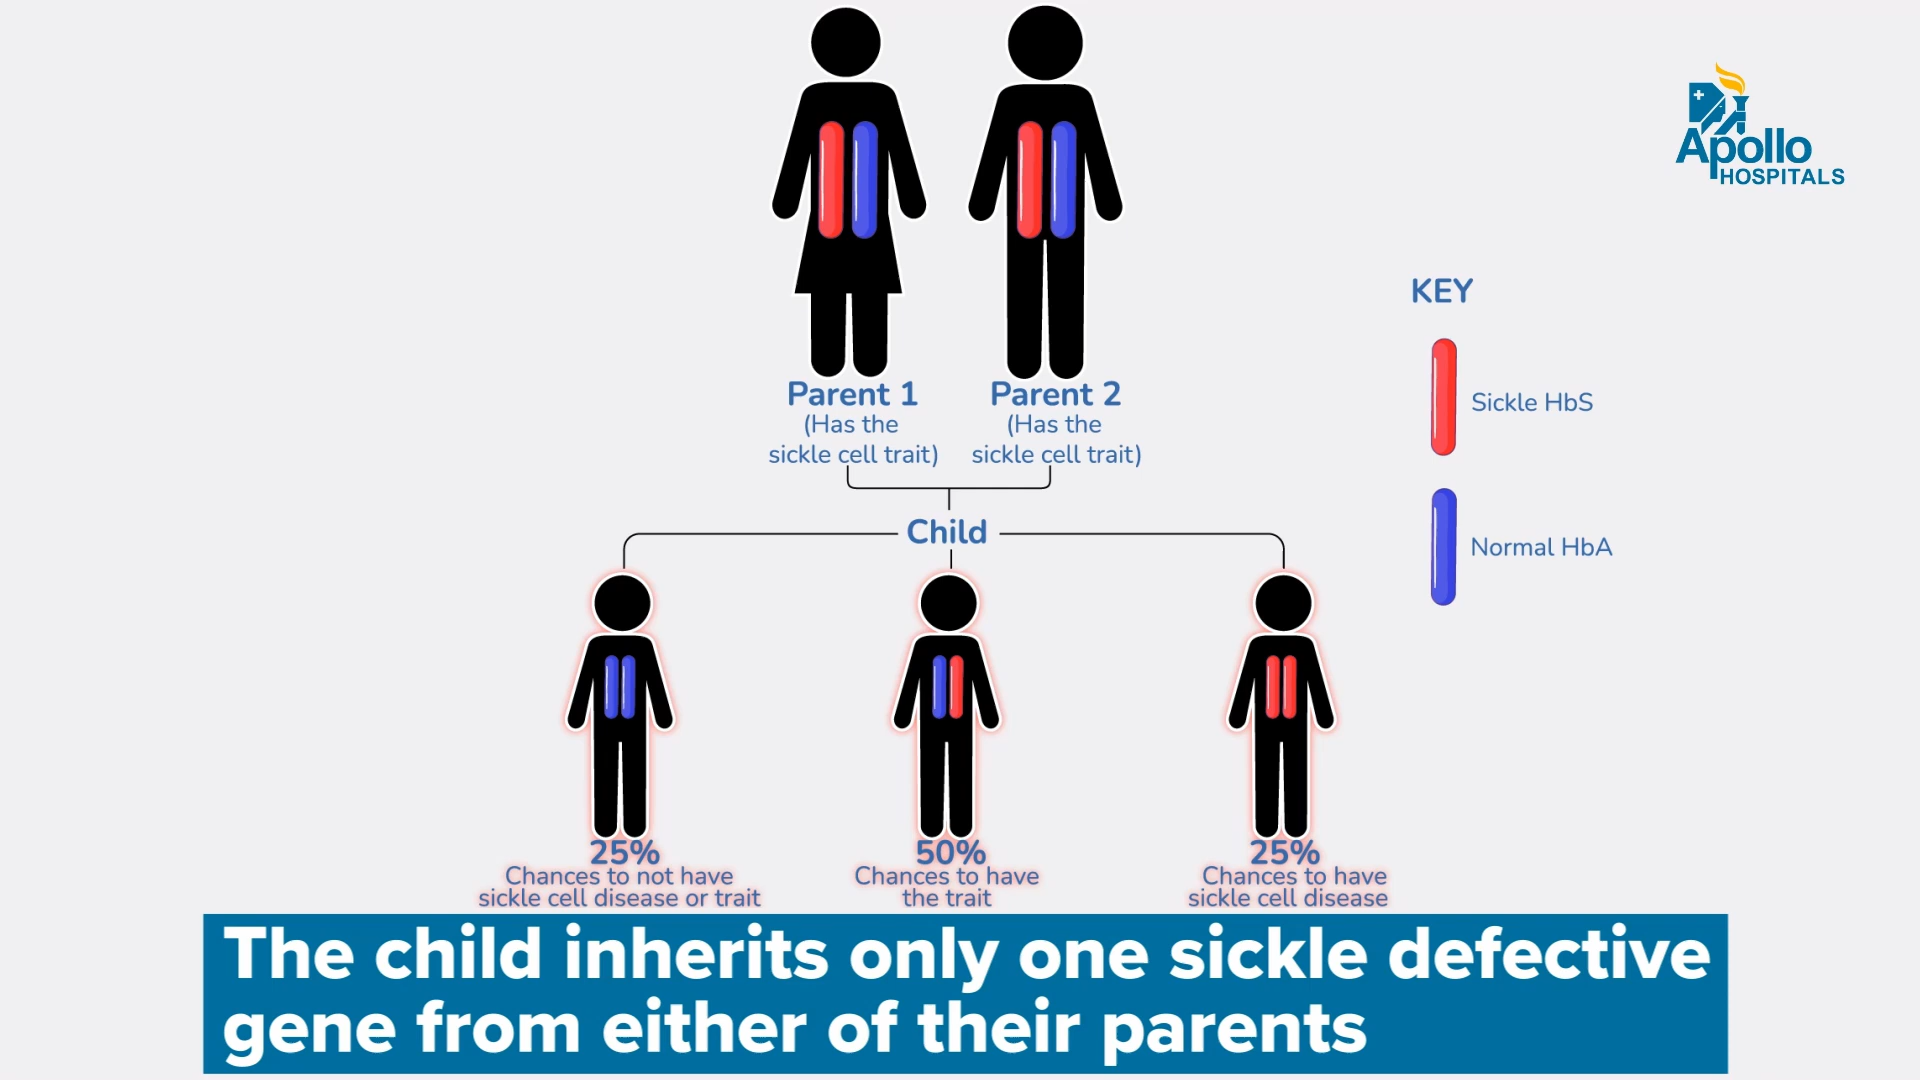 Apollo
HOSPITALS
KEY
Sickle HbS
Normal HbA
Parent 1
(Has the
sickle cell trait)
Parent 2
(Has the
sickle cell trait)
Child
25%
Chances to not have
sickle cell disease or trait
50%
Chances to have
the trait
25%
Chances to have
sickle cell disease
The child inherits only one sickle defective
gene from either of their parents